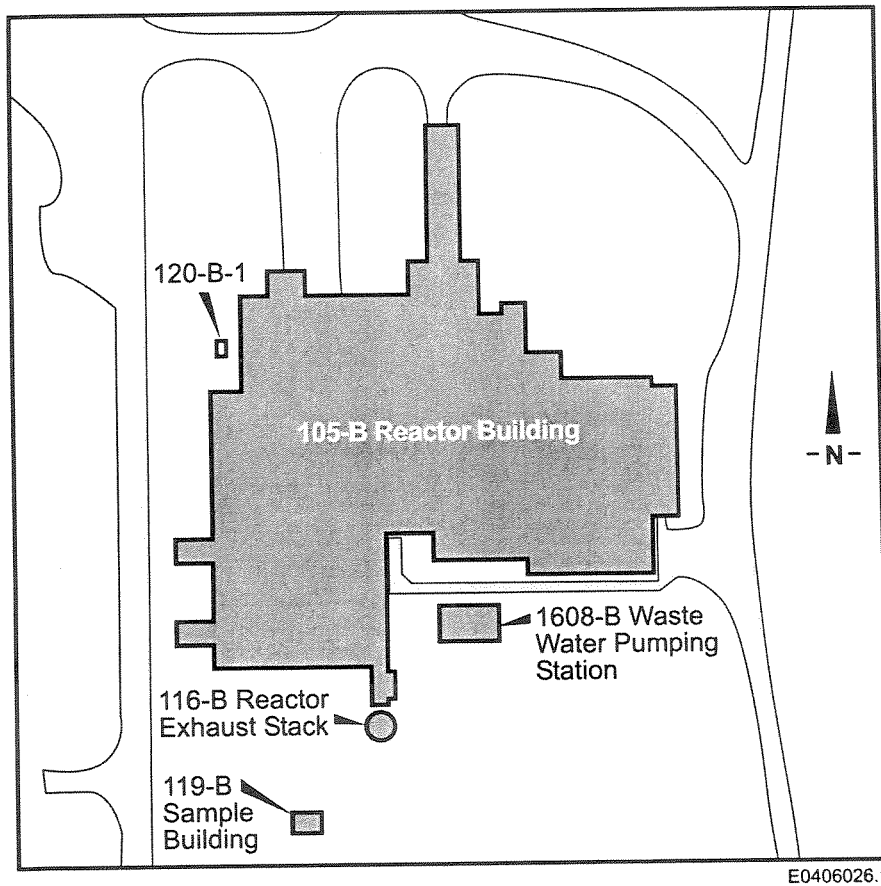 120-B-1
105-B Reactor Building
-N-
1608-B Waste
Water Pumping
Station
116-B Reactor
Exhaust Stack
119-B
Sample
Building
E0406026.